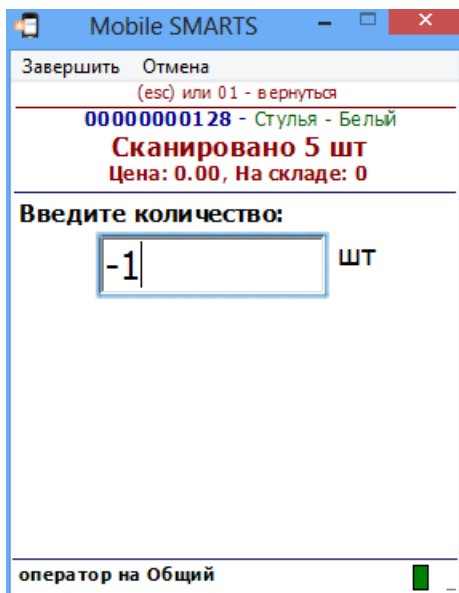 Mobile SMARTS
Завершить Отмена
(esc) или 01 - вернуться
00000000128 - Стулья - Белый
Сканировано 5 шт
Цена: 0.00, На складе: 0
Введите количество:
-1 шт
оператор на Общий